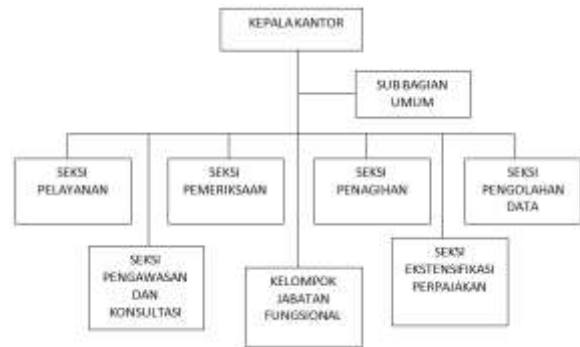 KEPALA KANTOR
SUB BAGIAN
UMUM
SEKSI
PELAYANAN
SEKSI
PEMERIKSAAN
SEKSI
PENAGIHAN
SEKSI
PENGOLAHAN
DATA
SEKSI
PENGAWASAN
DAN
KONSULTASI
KELOMPOK
JABATAN
FUNGSIONAL
SEKSI
EKSTENSIFIKASI
PERPAJAKAN